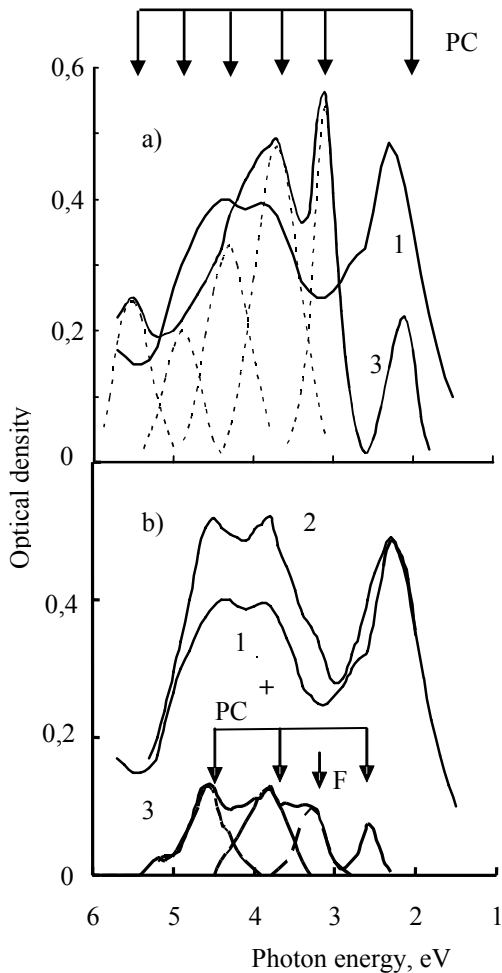 PC
0,6
a)
0,4
1
0,2
3
0
b)
2
0,4
1
+
PC
0,2
F
3
0
6 5 4 3 2 1
Photon energy, eV
Optical density